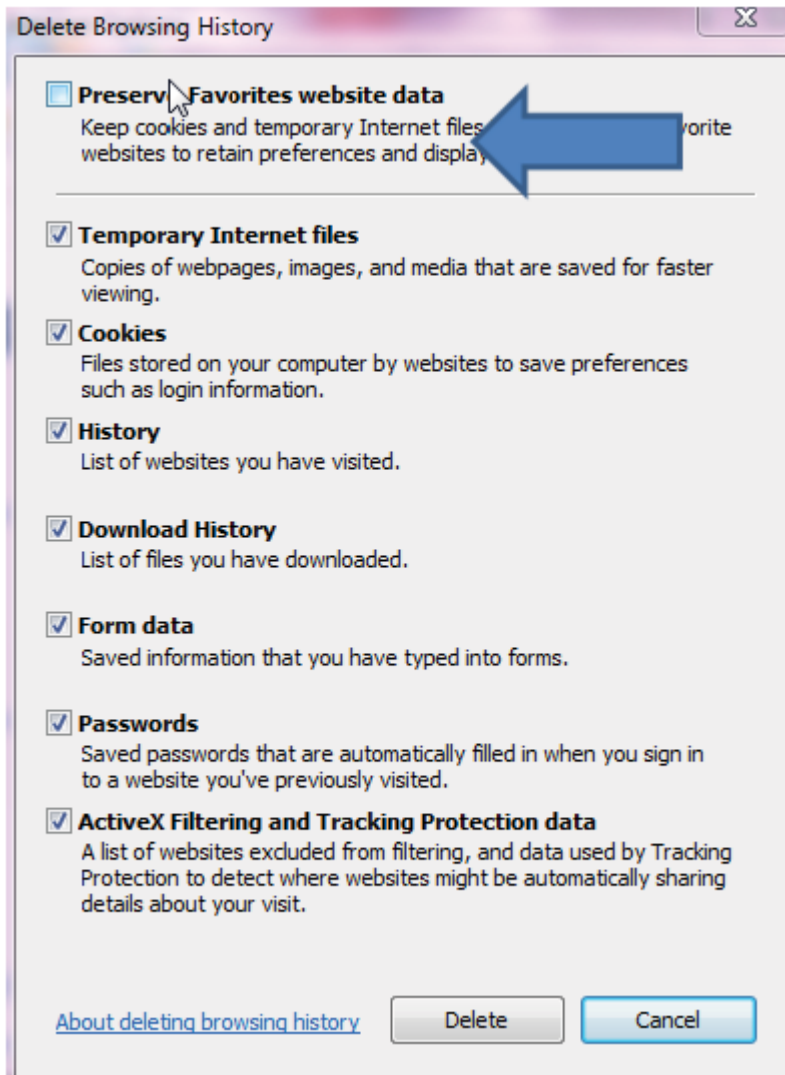 Delete Browsing History
Preserv Favorites website data
Keep cookies and temporary Internet files vorite
websites to retain preferences and display
Temporary Internet files
Copies of webpages, images, and media that are saved for faster
viewing.
Cookies
Files stored on your computer by websites to save preferences
such as login information.
History
List of websites you have visited.
Download History
List of files you have downloaded.
Form data
Saved information that you have typed into forms.
Passwords
Saved passwords that are automatically filled in when you sign in
to a website you've previously visited.
ActiveX Filtering and Tracking Protection data
A list of websites excluded from filtering, and data used by Tracking
Protection to detect where websites might be automatically sharing
details about your visit.
About deleting browsing history
Delete
Cancel